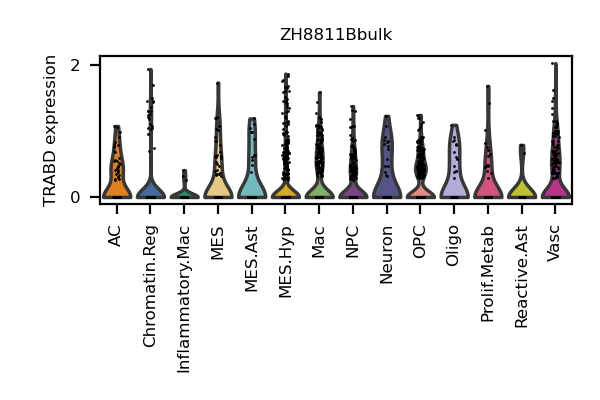 ZH8811Bbulk
TRABD expression
2
0
AC
Chromatin.Reg
Inflammatory.Mac
MES
MES.Ast
MES.Hyp
Mac
NPC
Neuron
OPC
Oligo
Prolif.Metab
Reactive.Ast
Vasc